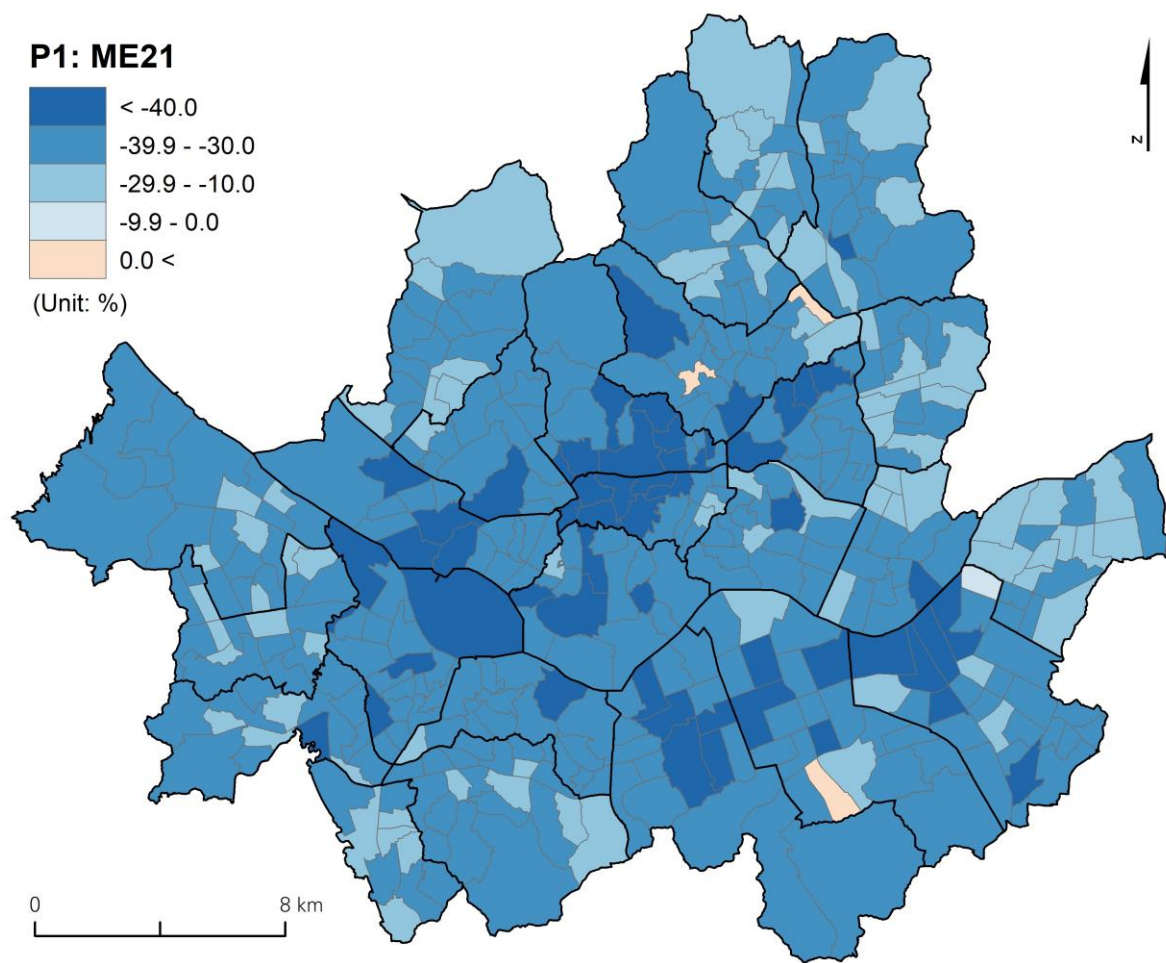 P1: ME21
< -40.0
-39.9 - -30.0
-29.9 - -10.0
-9.9 - 0.0
0.0 <
(Unit: %)
N
0 8 km